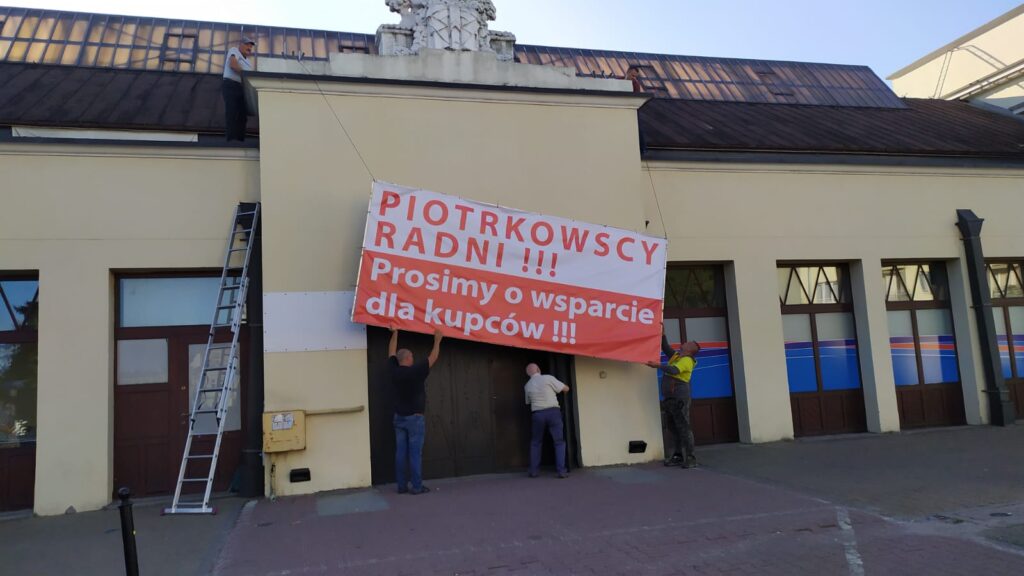 PIOTRKOWSCY
RADNI !!!
Prosimy o wsparcie
dla kupców !!!